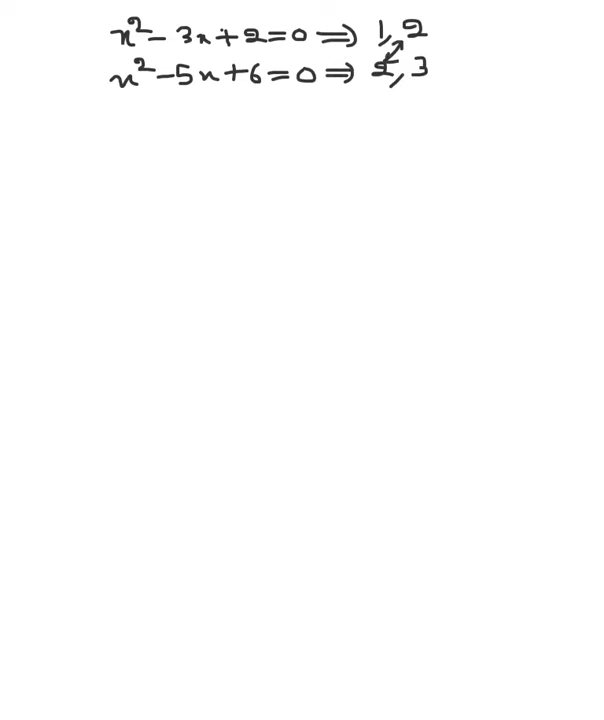 x² - 3x + 2 = 0 ⇒ 1, 2
x² - 5x + 6 = 0 ⇒ 2, 3